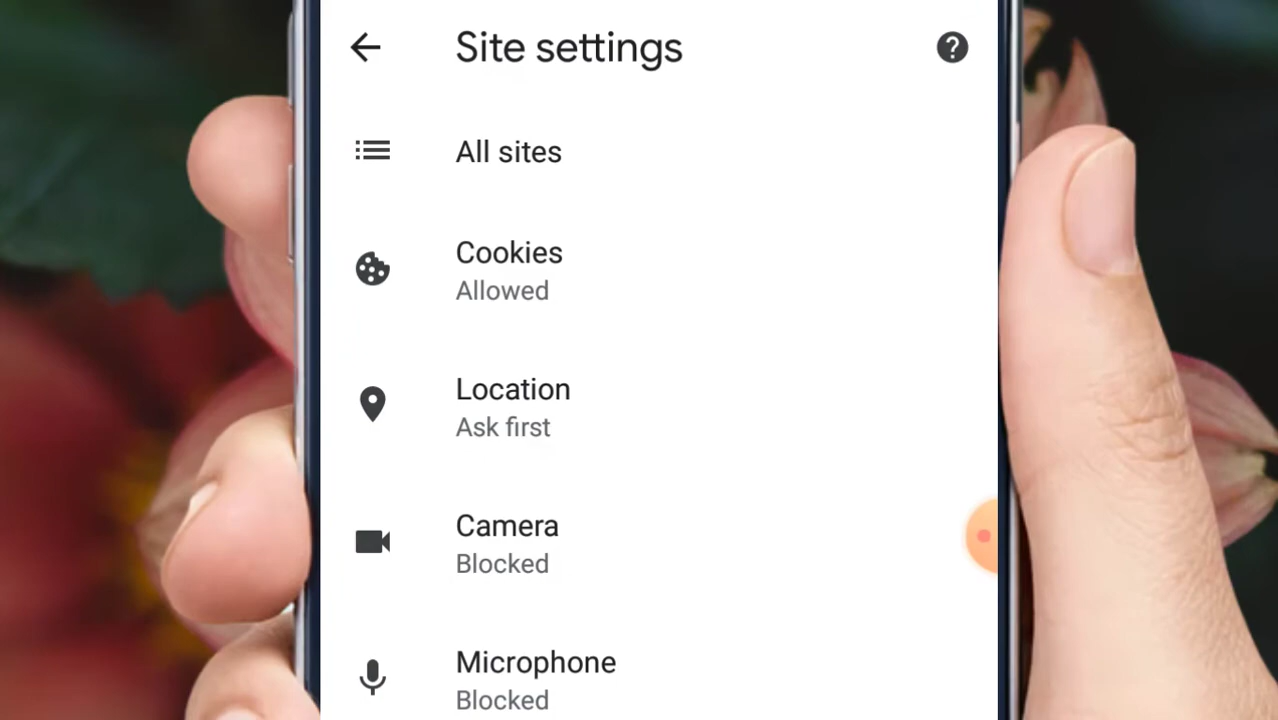 Site settings
All sites
Cookies
Allowed
Location
Ask first
Camera
Blocked
Microphone
Blocked